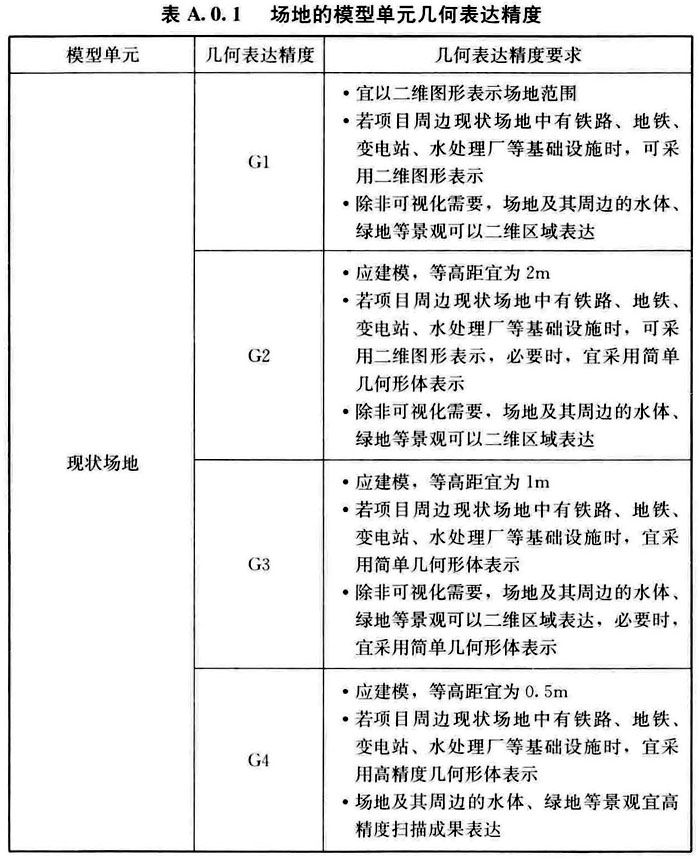 表 A.0.1 场地的模型单元几何表达精度
模型单元 几何表达精度 几何表达精度要求
现状场地
G1
•宜以二维图形表示场地范围
•若项目周边现状场地中有铁路、地铁、
变电站、水处理厂等基础设施时，可采
用二维图形表示
•除非可视化需要，场地及其周边的水体、
绿地等景观可以二维区域表达
G2
•应建模，等高距宜为2m
•若项目周边现状场地中有铁路、地铁、
变电站、水处理厂等基础设施时，可采
用二维图形表示，必要时，宜采用简单
几何形体表示
•除非可视化需要，场地及其周边的水体、
绿地等景观可以二维区域表达
G3
•应建模，等高距宜为1m
•若项目周边现状场地中有铁路、地铁、
变电站、水处理厂等基础设施时，宜采
用简单几何形体表示
•除非可视化需要，场地及其周边的水体、
绿地等景观可以二维区域表达，必要时，
宜采用简单几何形体表示
G4
•应建模，等高距宜为0.5m
•若项目周边现状场地中有铁路、地铁、
变电站、水处理厂等基础设施时，宜采
用高精度几何形体表示
•场地及其周边的水体、绿地等景观宜高
精度扫描成果表达